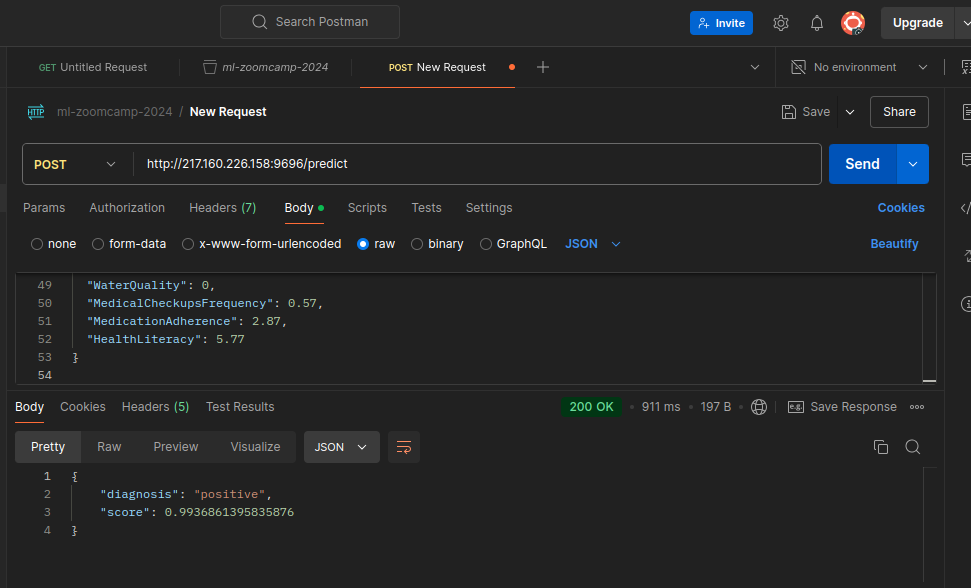 Search Postman
Invite
Upgrade
GET Untitled Request
ml-zoomcamp-2024
POST New Request
No environment
HTTP ml-zoomcamp-2024 / New Request
Save
Share
POST
http://217.160.226.158:9696/predict
Send
Params Authorization Headers (7) Body Scripts Tests Settings Cookies
none form-data x-www-form-urlencoded raw binary GraphQL JSON Beautify
49 "WaterQuality": 0,
50 "MedicalCheckupsFrequency": 0.57,
51 "MedicationAdherence": 2.87,
52 "HealthLiteracy": 5.77
53 }
54
Body Cookies Headers (5) Test Results 200 OK • 911 ms • 197 B • e.g. Save Response
Pretty Raw Preview Visualize JSON
1 {
2 "diagnosis": "positive",
3 "score": 0.9936861395835876
4 }